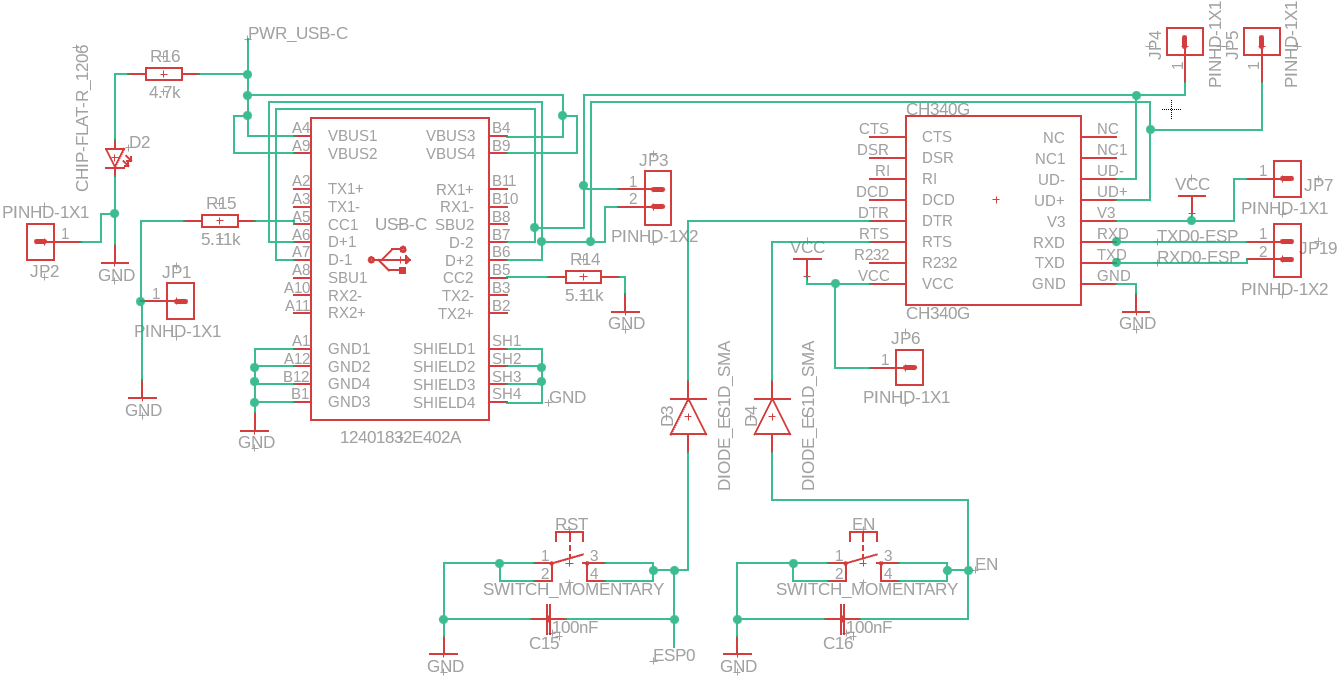 PWR_USB-C
R16
4.7k
CHIP-FLAT-R_1206
D2
PINHD-1X1
1
JP2
GND
R15
5.11k
JP1
1
PINHD-1X1
GND
A4 VBUS1 VBUS3 B4
A9 VBUS2 VBUS4 B9
A2 TX1+ RX1+ B11
A3 TX1- RX1- B10
A5 CC1 USB-C SBU2 B8
A6 D+1 D-2 B7
A7 D-1 D+2 B6
A8 SBU1 CC2 B5
A10 RX2- TX2- B3
A11 RX2+ TX2+ B2
A1 GND1 SHIELD1 SH1
A12 GND2 SHIELD2 SH2
B12 GND4 SHIELD3 SH3
B1 GND3 SHIELD4 SH4
GND
GND
12401832E402A
JP3
1
2
PINHD-1X2
R14
5.11k
GND
JP4
1
PINHD-1X1
JP5
1
PINHD-1X1
CH340G
CTS CTS NC NC
DSR DSR NC1 NC1
RI RI UD- UD-
DCD DCD UD+ UD+
DTR DTR V3 V3
RTS RTS RXD RXD
R232 R232 TXD TXD
VCC VCC GND GND
CH340G
VCC
VCC
1
JP7
PINHD-1X1
TXD0-ESP
RXD0-ESP
1
2
JP19
PINHD-1X2
GND
JP6
1
PINHD-1X1
D3
DIODE_ES1D_SMA
D4
DIODE_ES1D_SMA
RST
1 3
2 4
SWITCH_MOMENTARY
100nF
C15
GND
ESP0
EN
1 3
2 4
SWITCH_MOMENTARY
EN
100nF
C16
GND